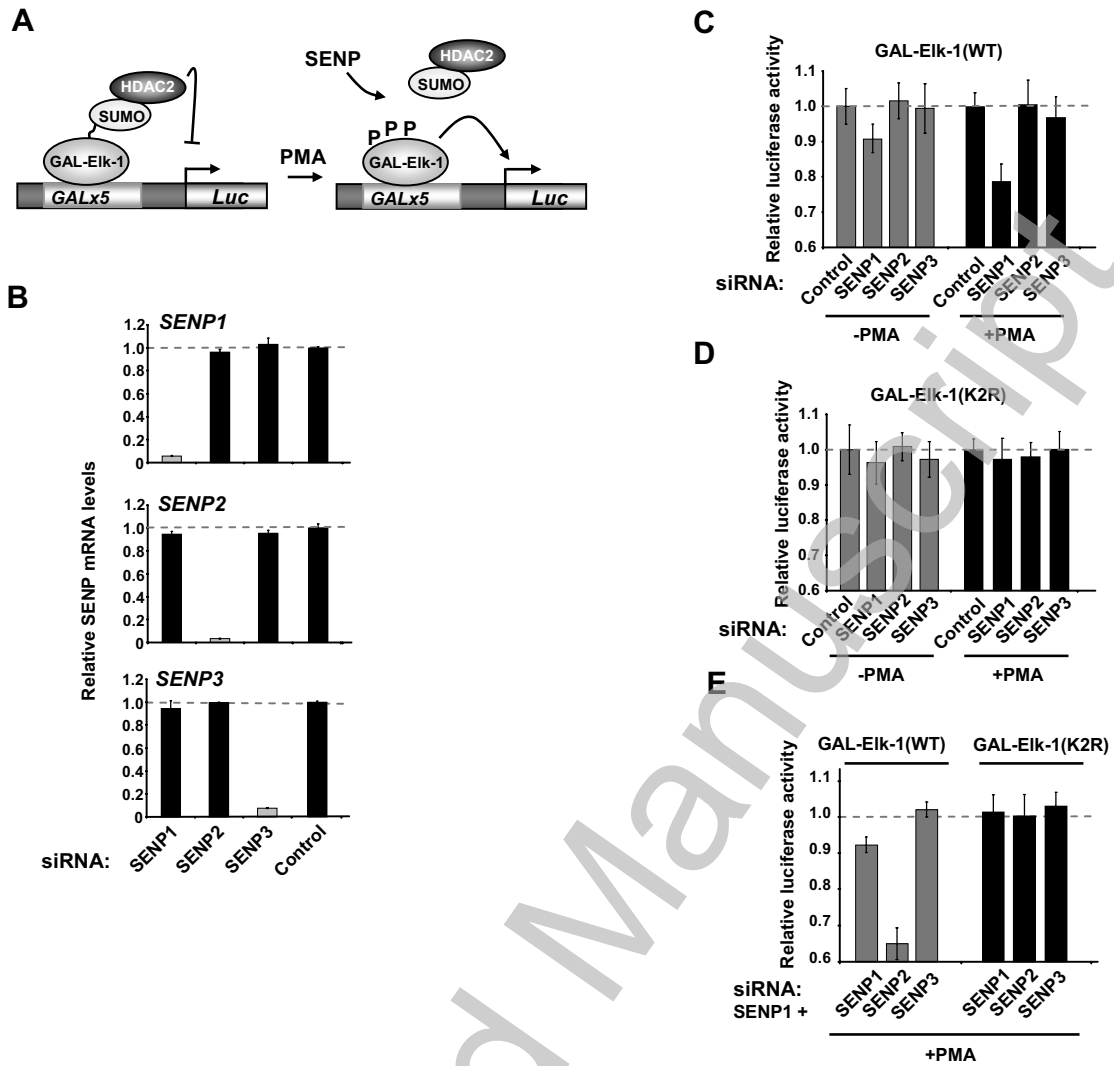 A
HDAC2
SUMO
GAL-Elk-1
GALx5
Luc
PMA
SENP
HDAC2
SUMO
P P P
GAL-Elk-1
GALx5
Luc
B
Relative SENP mRNA levels
SENP1
1.2
1.0
0.8
0.6
0.4
0.2
0
SENP2
1.2
1.0
0.8
0.6
0.4
0.2
0
SENP3
1.2
1.0
0.8
0.6
0.4
0.2
0
siRNA:
SENP1
SENP2
SENP3
Control
C
GAL-Elk-1(WT)
Relative luciferase activity
1.1
1.0
0.9
0.8
0.7
0.6
siRNA:
Control
SENP1
SENP2
SENP3
Control
SENP1
SENP2
SENP3
-PMA
+PMA
D
GAL-Elk-1(K2R)
Relative luciferase activity
1.1
1.0
0.9
0.8
0.7
0.6
siRNA:
Control
SENP1
SENP2
SENP3
Control
SENP1
SENP2
SENP3
-PMA
+PMA
E
GAL-Elk-1(WT) GAL-Elk-1(K2R)
Relative luciferase activity
1.1
1.0
0.9
0.8
0.7
0.6
siRNA:
SENP1 +
SENP1
SENP2
SENP3
SENP1
SENP2
SENP3
+PMA
d Manuscript